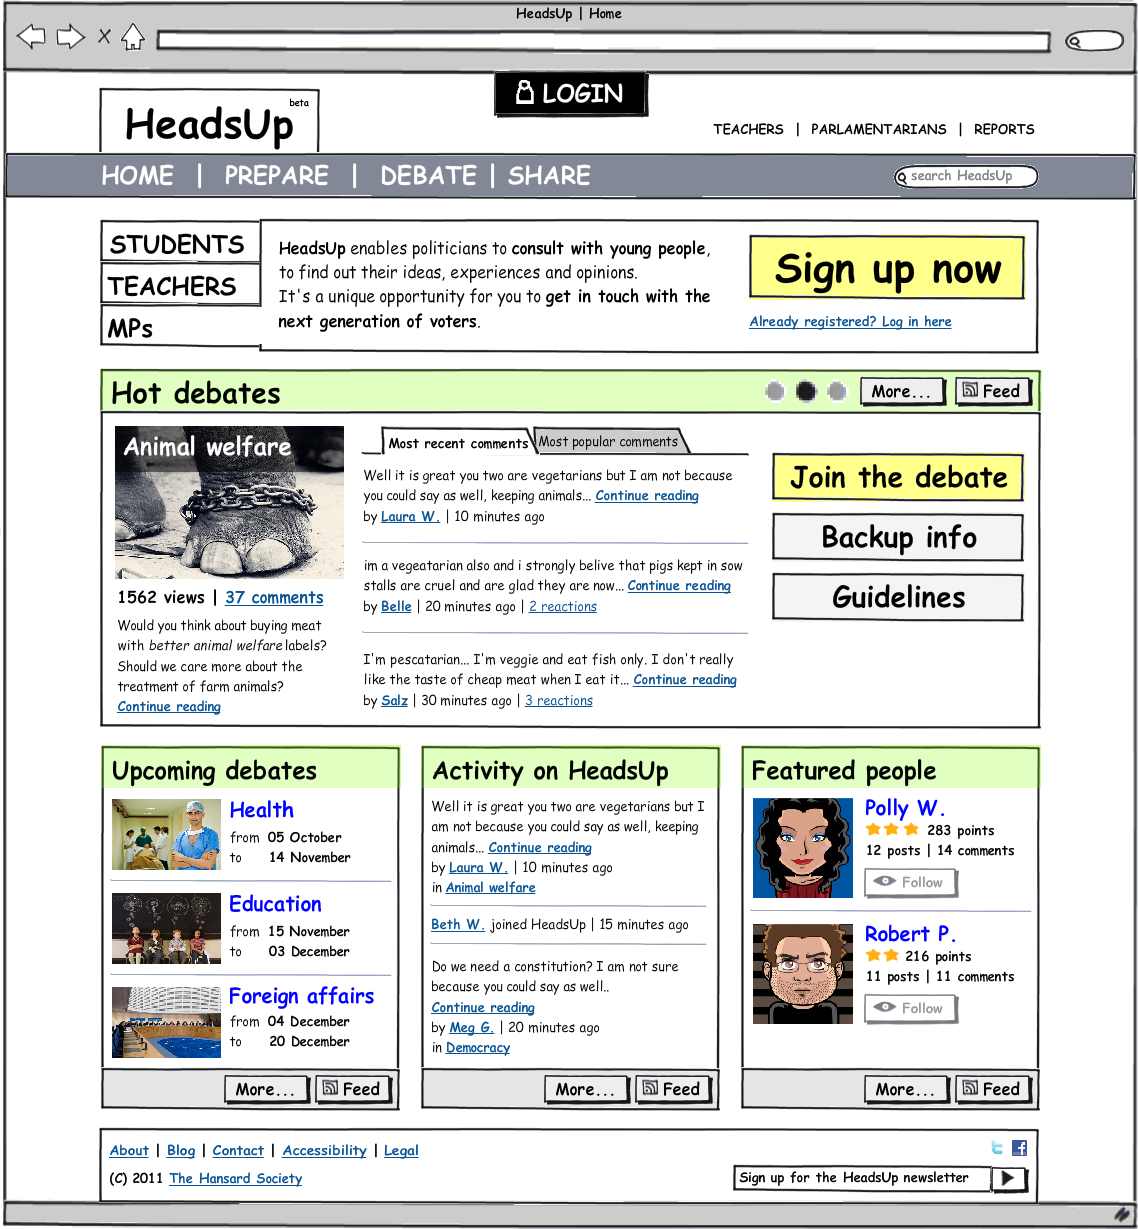 HeadsUp | Home
LOGIN
beta
HeadsUp
TEACHERS | PARLAMENTARIANS | REPORTS
HOME | PREPARE | DEBATE | SHARE
search HeadsUp
STUDENTS
TEACHERS
MPs
HeadsUp enables politicians to consult with young people,
to find out their ideas, experiences and opinions.
It's a unique opportunity for you to get in touch with the
next generation of voters.
Sign up now
Already registered? Log in here
Hot debates
More...
Feed
Animal welfare
1562 views | 37 comments
Would you think about buying meat
with better animal welfare labels?
Should we care more about the
treatment of farm animals?
Continue reading
Most recent comments
Most popular comments
Well it is great you two are vegetarians but I am not because
you could say as well, keeping animals... Continue reading
by Laura W. | 10 minutes ago
im a vegeatarian also and i strongly belive that pigs kept in sow
stalls are cruel and are glad they are now... Continue reading
by Belle | 20 minutes ago | 2 reactions
I'm pescatarian... I'm veggie and eat fish only. I don't really
like the taste of cheap meat when I eat it... Continue reading
by Salz | 30 minutes ago | 3 reactions
Join the debate
Backup info
Guidelines
Upcoming debates
Health
from 05 October
to 14 November
Education
from 15 November
to 03 December
Foreign affairs
from 04 December
to 20 December
More...
Feed
Activity on HeadsUp
Well it is great you two are vegetarians but I
am not because you could say as well, keeping
animals... Continue reading
by Laura W. | 10 minutes ago
in Animal welfare
Beth W. joined HeadsUp | 15 minutes ago
Do we need a constitution? I am not sure
because you could say as well..
Continue reading
by Meg G. | 20 minutes ago
in Democracy
More...
Feed
Featured people
Polly W.
283 points
12 posts | 14 comments
Follow
Robert P.
216 points
11 posts | 11 comments
Follow
More...
Feed
About | Blog | Contact | Accessibility | Legal
(C) 2011 The Hansard Society
Sign up for the HeadsUp newsletter